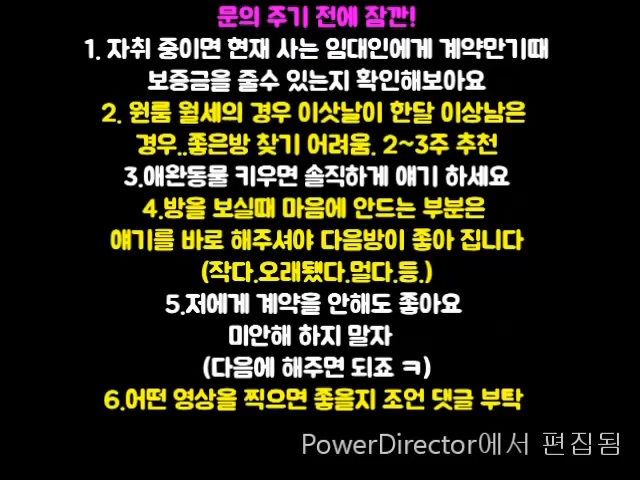 문의 주기 전에 잠깐!
1. 자취 중이면 현재 사는 임대인에게 계약만기때
보증금을 줄수 있는지 확인해보아요
2. 원룸 월세의 경우 이삿날이 한달 이상남은
경우..좋은방 찾기 어려움. 2~3주 추천
3.애완동물 키우면 솔직하게 얘기 하세요
4.방을 보실때 마음에 안드는 부분은
얘기를 바로 해주셔야 다음방이 좋아 집니다
(작다.오래됐다.멀다.등.)
5.저에게 계약을 안해도 좋아요
미안해 하지 말자
(다음에 해주면 되죠 ㅋ)
6.어떤 영상을 찍으면 좋을지 조언 댓글 부탁
PowerDirector에서 편집됨